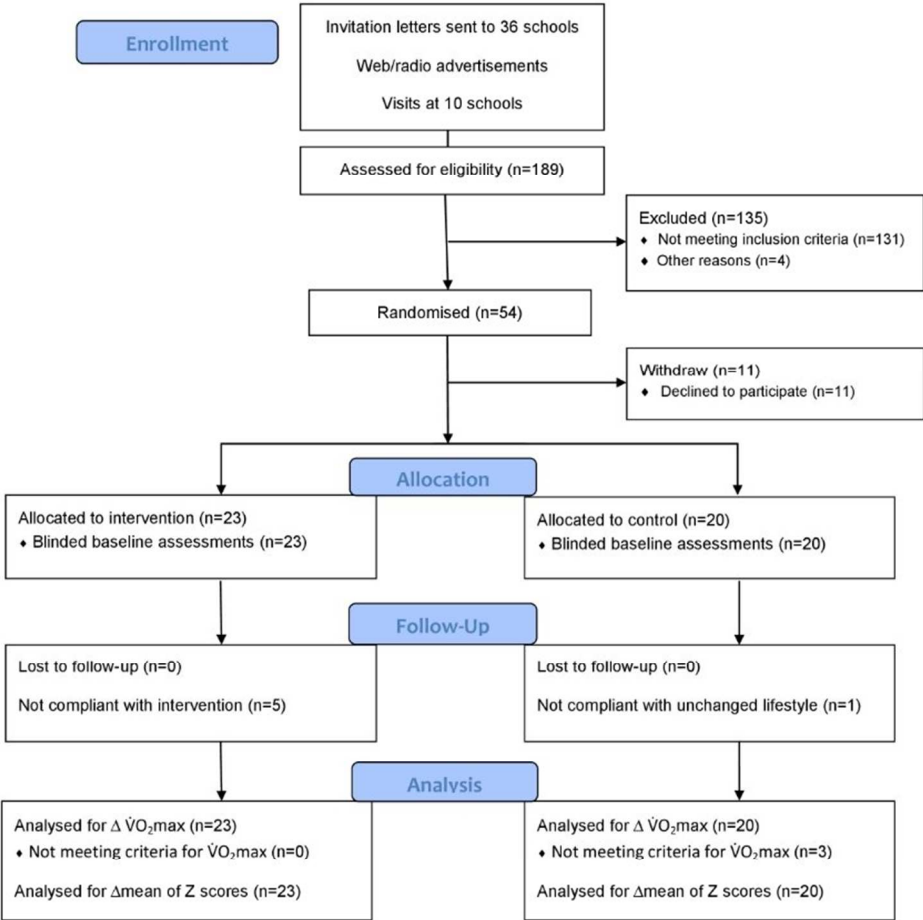 Enrollment
Invitation letters sent to 36 schools
Web/radio advertisements
Visits at 10 schools
Assessed for eligibility (n=189)
Excluded (n=135)
♦ Not meeting inclusion criteria (n=131)
♦ Other reasons (n=4)
Randomised (n=54)
Withdraw (n=11)
♦ Declined to participate (n=11)
Allocation
Allocated to intervention (n=23)
♦ Blinded baseline assessments (n=23)
Allocated to control (n=20)
♦ Blinded baseline assessments (n=20)
Follow-Up
Lost to follow-up (n=0)
Not compliant with intervention (n=5)
Lost to follow-up (n=0)
Not compliant with unchanged lifestyle (n=1)
Analysis
Analysed for Δ V̇O₂max (n=23)
♦ Not meeting criteria for V̇O₂max (n=0)
Analysed for Δmean of Z scores (n=23)
Analysed for Δ V̇O₂max (n=20)
♦ Not meeting criteria for V̇O₂max (n=3)
Analysed for Δmean of Z scores (n=20)